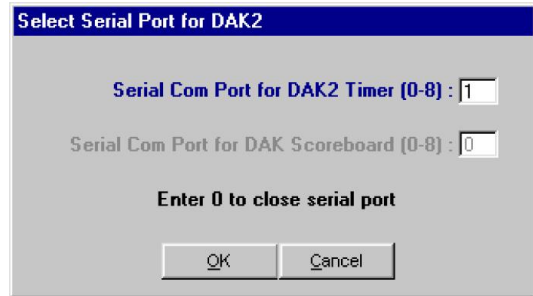 Select Serial Port for DAK2
Serial Com Port for DAK2 Timer (0-8) : 1
Serial Com Port for DAK Scoreboard (0-8) : 0
Enter 0 to close serial port
OK Cancel